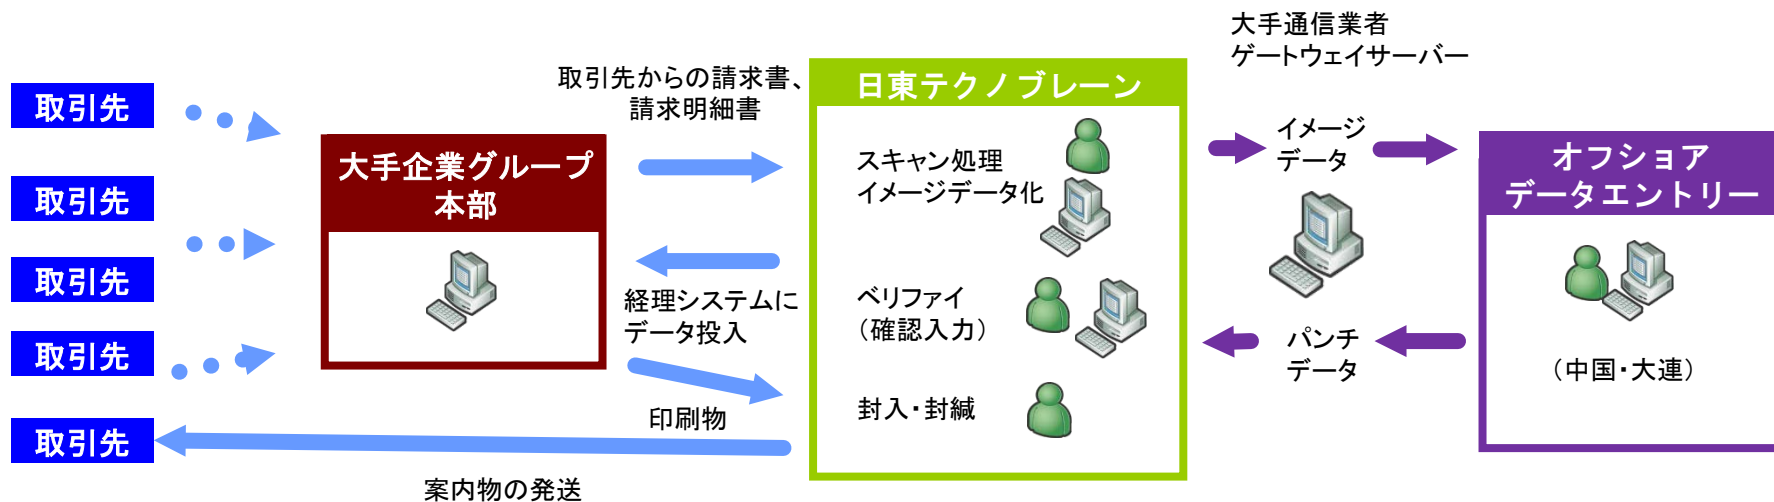 取引先
取引先
取引先
取引先
取引先
大手企業グループ
本部
取引先からの請求書、
請求明細書
経理システムに
データ投入
印刷物
案内物の発送
日東テクノブレーン
スキャン処理
イメージデータ化
ベリファイ
（確認入力）
封入・封緘
大手通信業者
ゲートウェイサーバー
イメージ
データ
パンチ
データ
オフショア
データエントリー
（中国・大連）